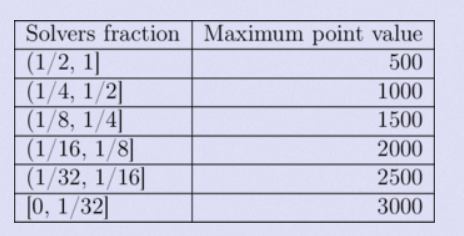 Solvers fraction Maximum point value
(1/2, 1] 500
(1/4, 1/2] 1000
(1/8, 1/4] 1500
(1/16, 1/8] 2000
(1/32, 1/16] 2500
[0, 1/32] 3000